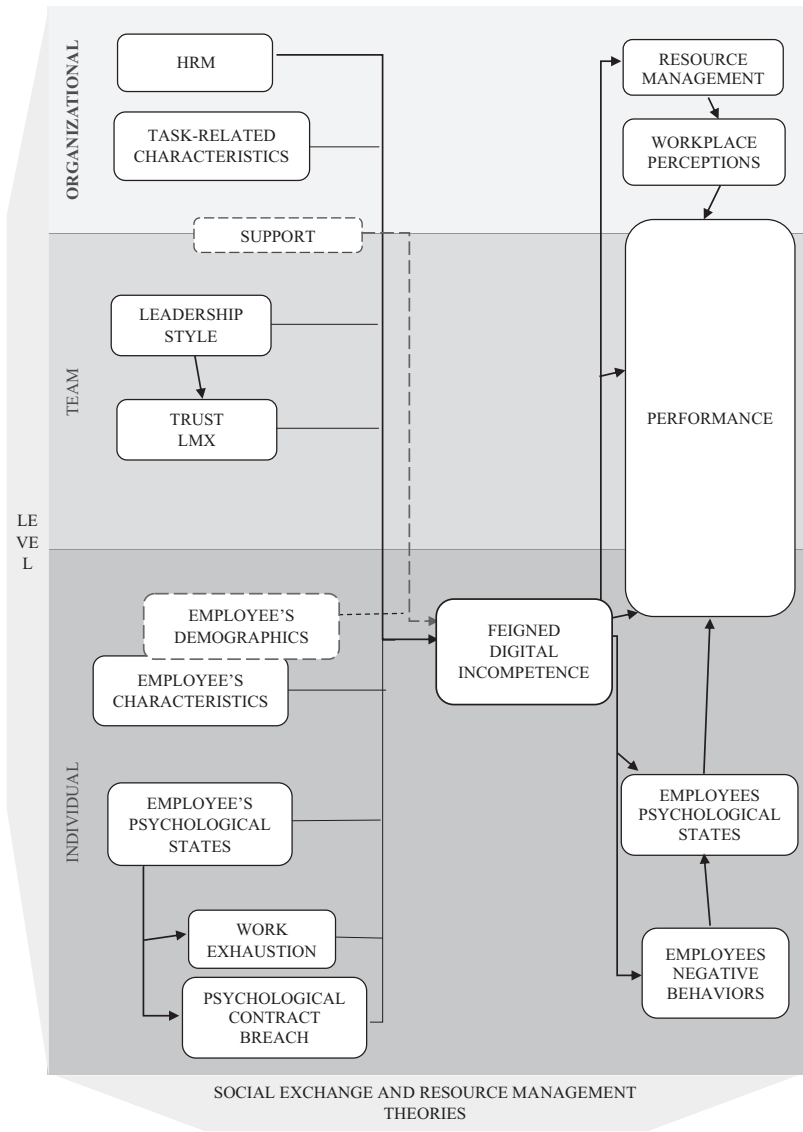 ORGANIZATIONAL
HRM
TASK-RELATED
CHARACTERISTICS
SUPPORT
TEAM
LEADERSHIP
STYLE
TRUST
LMX
LE
VE
L
INDIVIDUAL
EMPLOYEE'S
DEMOGRAPHICS
EMPLOYEE'S
CHARACTERISTICS
EMPLOYEE'S
PSYCHOLOGICAL
STATES
WORK
EXHAUSTION
PSYCHOLOGICAL
CONTRACT
BREACH
FEIGNED
DIGITAL
INCOMPETENCE
RESOURCE
MANAGEMENT
WORKPLACE
PERCEPTIONS
PERFORMANCE
EMPLOYEES
PSYCHOLOGICAL
STATES
EMPLOYEES
NEGATIVE
BEHAVIORS
SOCIAL EXCHANGE AND RESOURCE MANAGEMENT
THEORIES